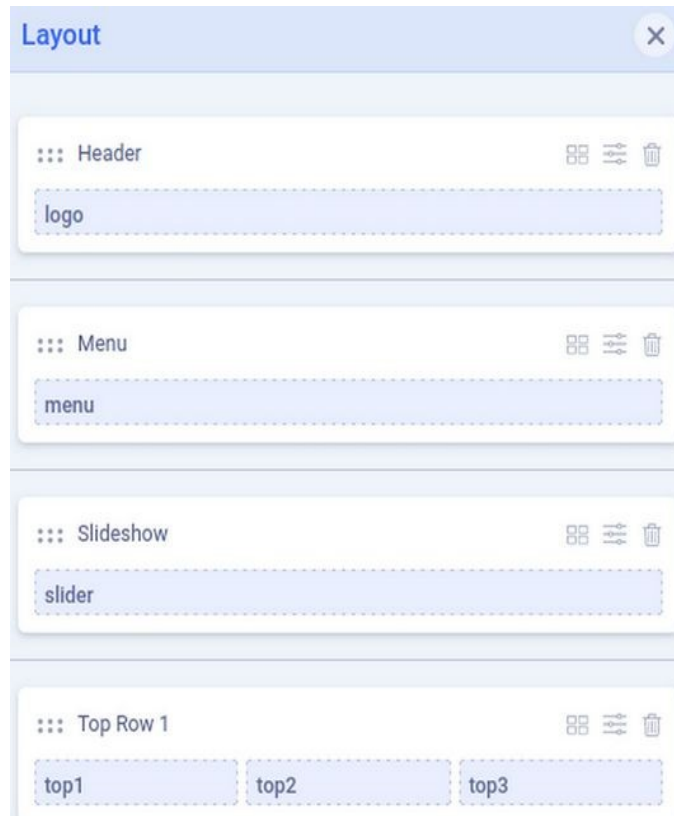 Layout
Header
logo
Menu
menu
Slideshow
slider
Top Row 1
top1 top2 top3